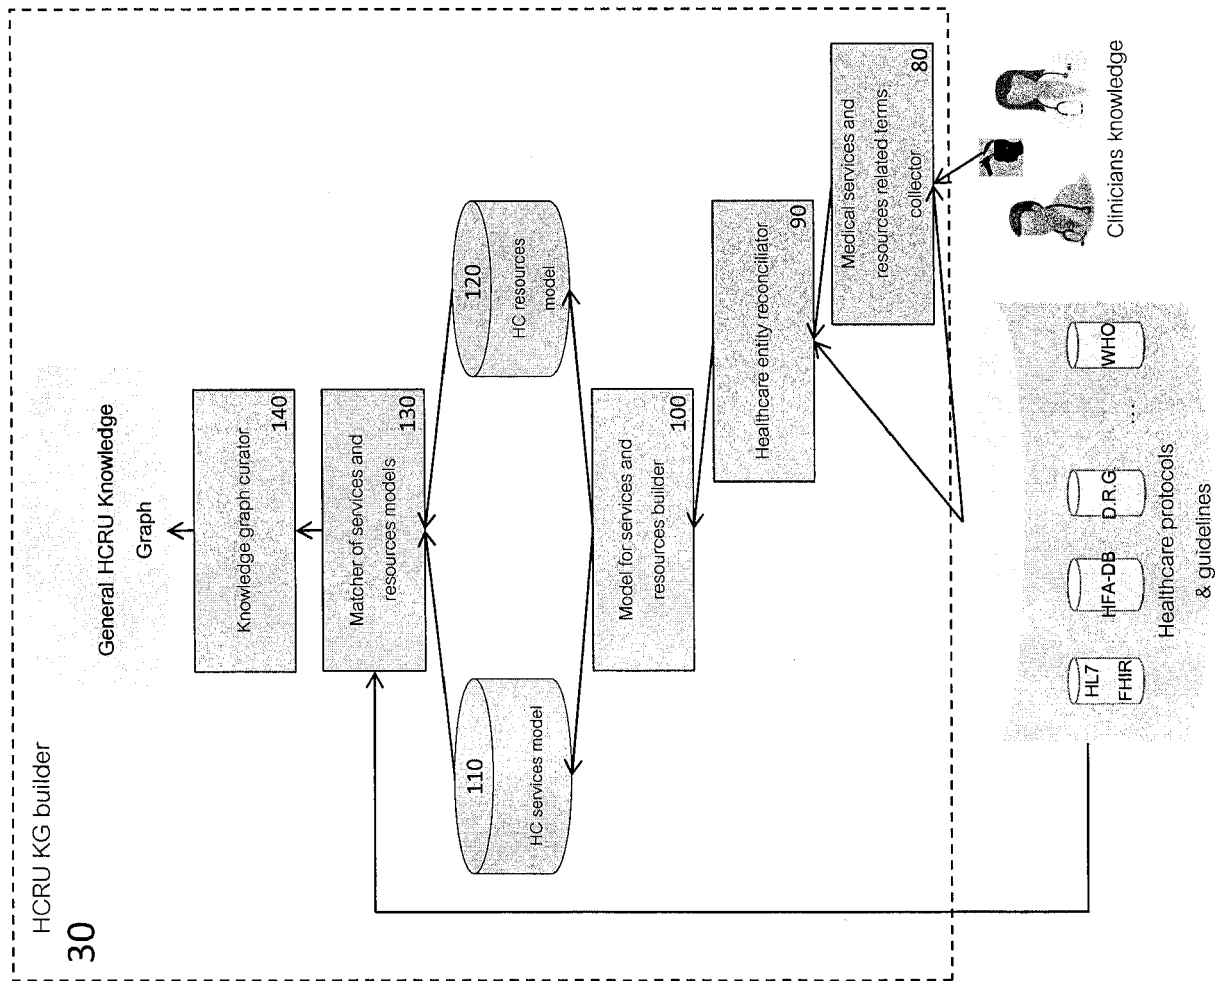 HCRU KG builder
30
General HCRU Knowledge
Graph
Knowledge graph curator
140
Matcher of services and
resources models
130
110
HC services model
120
HC resources
model
Model for services and
resources builder
100
Healthcare entity reconciliator
90
Medical services and
resources related terms
collector
80
HL7
FHIR
HFA-DB
D.R.G.
....
WHO
Healthcare protocols
& guidelines
Clinicians knowledge